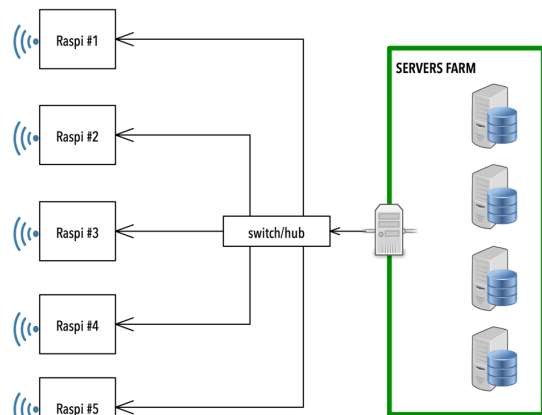 Raspi #1
SERVERS FARM
Raspi #2
Raspi #3
switch/hub
Raspi #4
Raspi #5